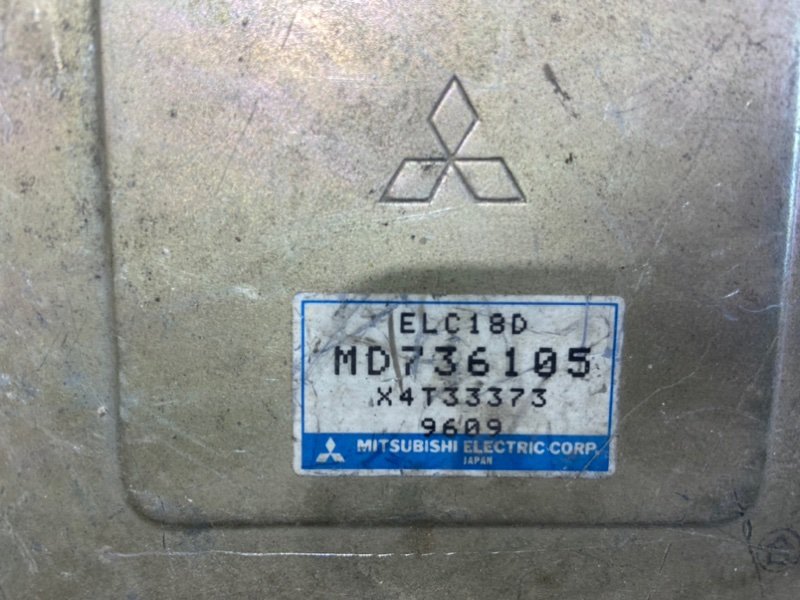 ELC18D
MD736105
X4T33373
9609
MITSUBISHI ELECTRIC CORP.
JAPAN